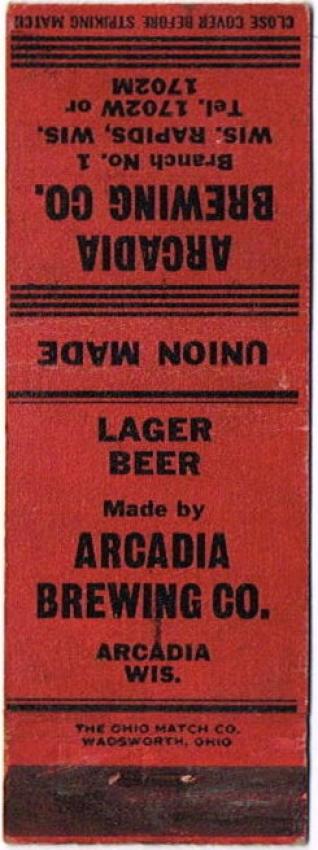 CLOSE COVER BEFORE STRIKING MATCH
ARCADIA
BREWING CO.
Branch No. 1
WIS. RAPIDS, WIS.
Tel. 1702W or
1702M
UNION MADE
LAGER
BEER
Made by
ARCADIA
BREWING CO.
ARCADIA
WIS.
THE OHIO MATCH CO.
WADSWORTH, OHIO